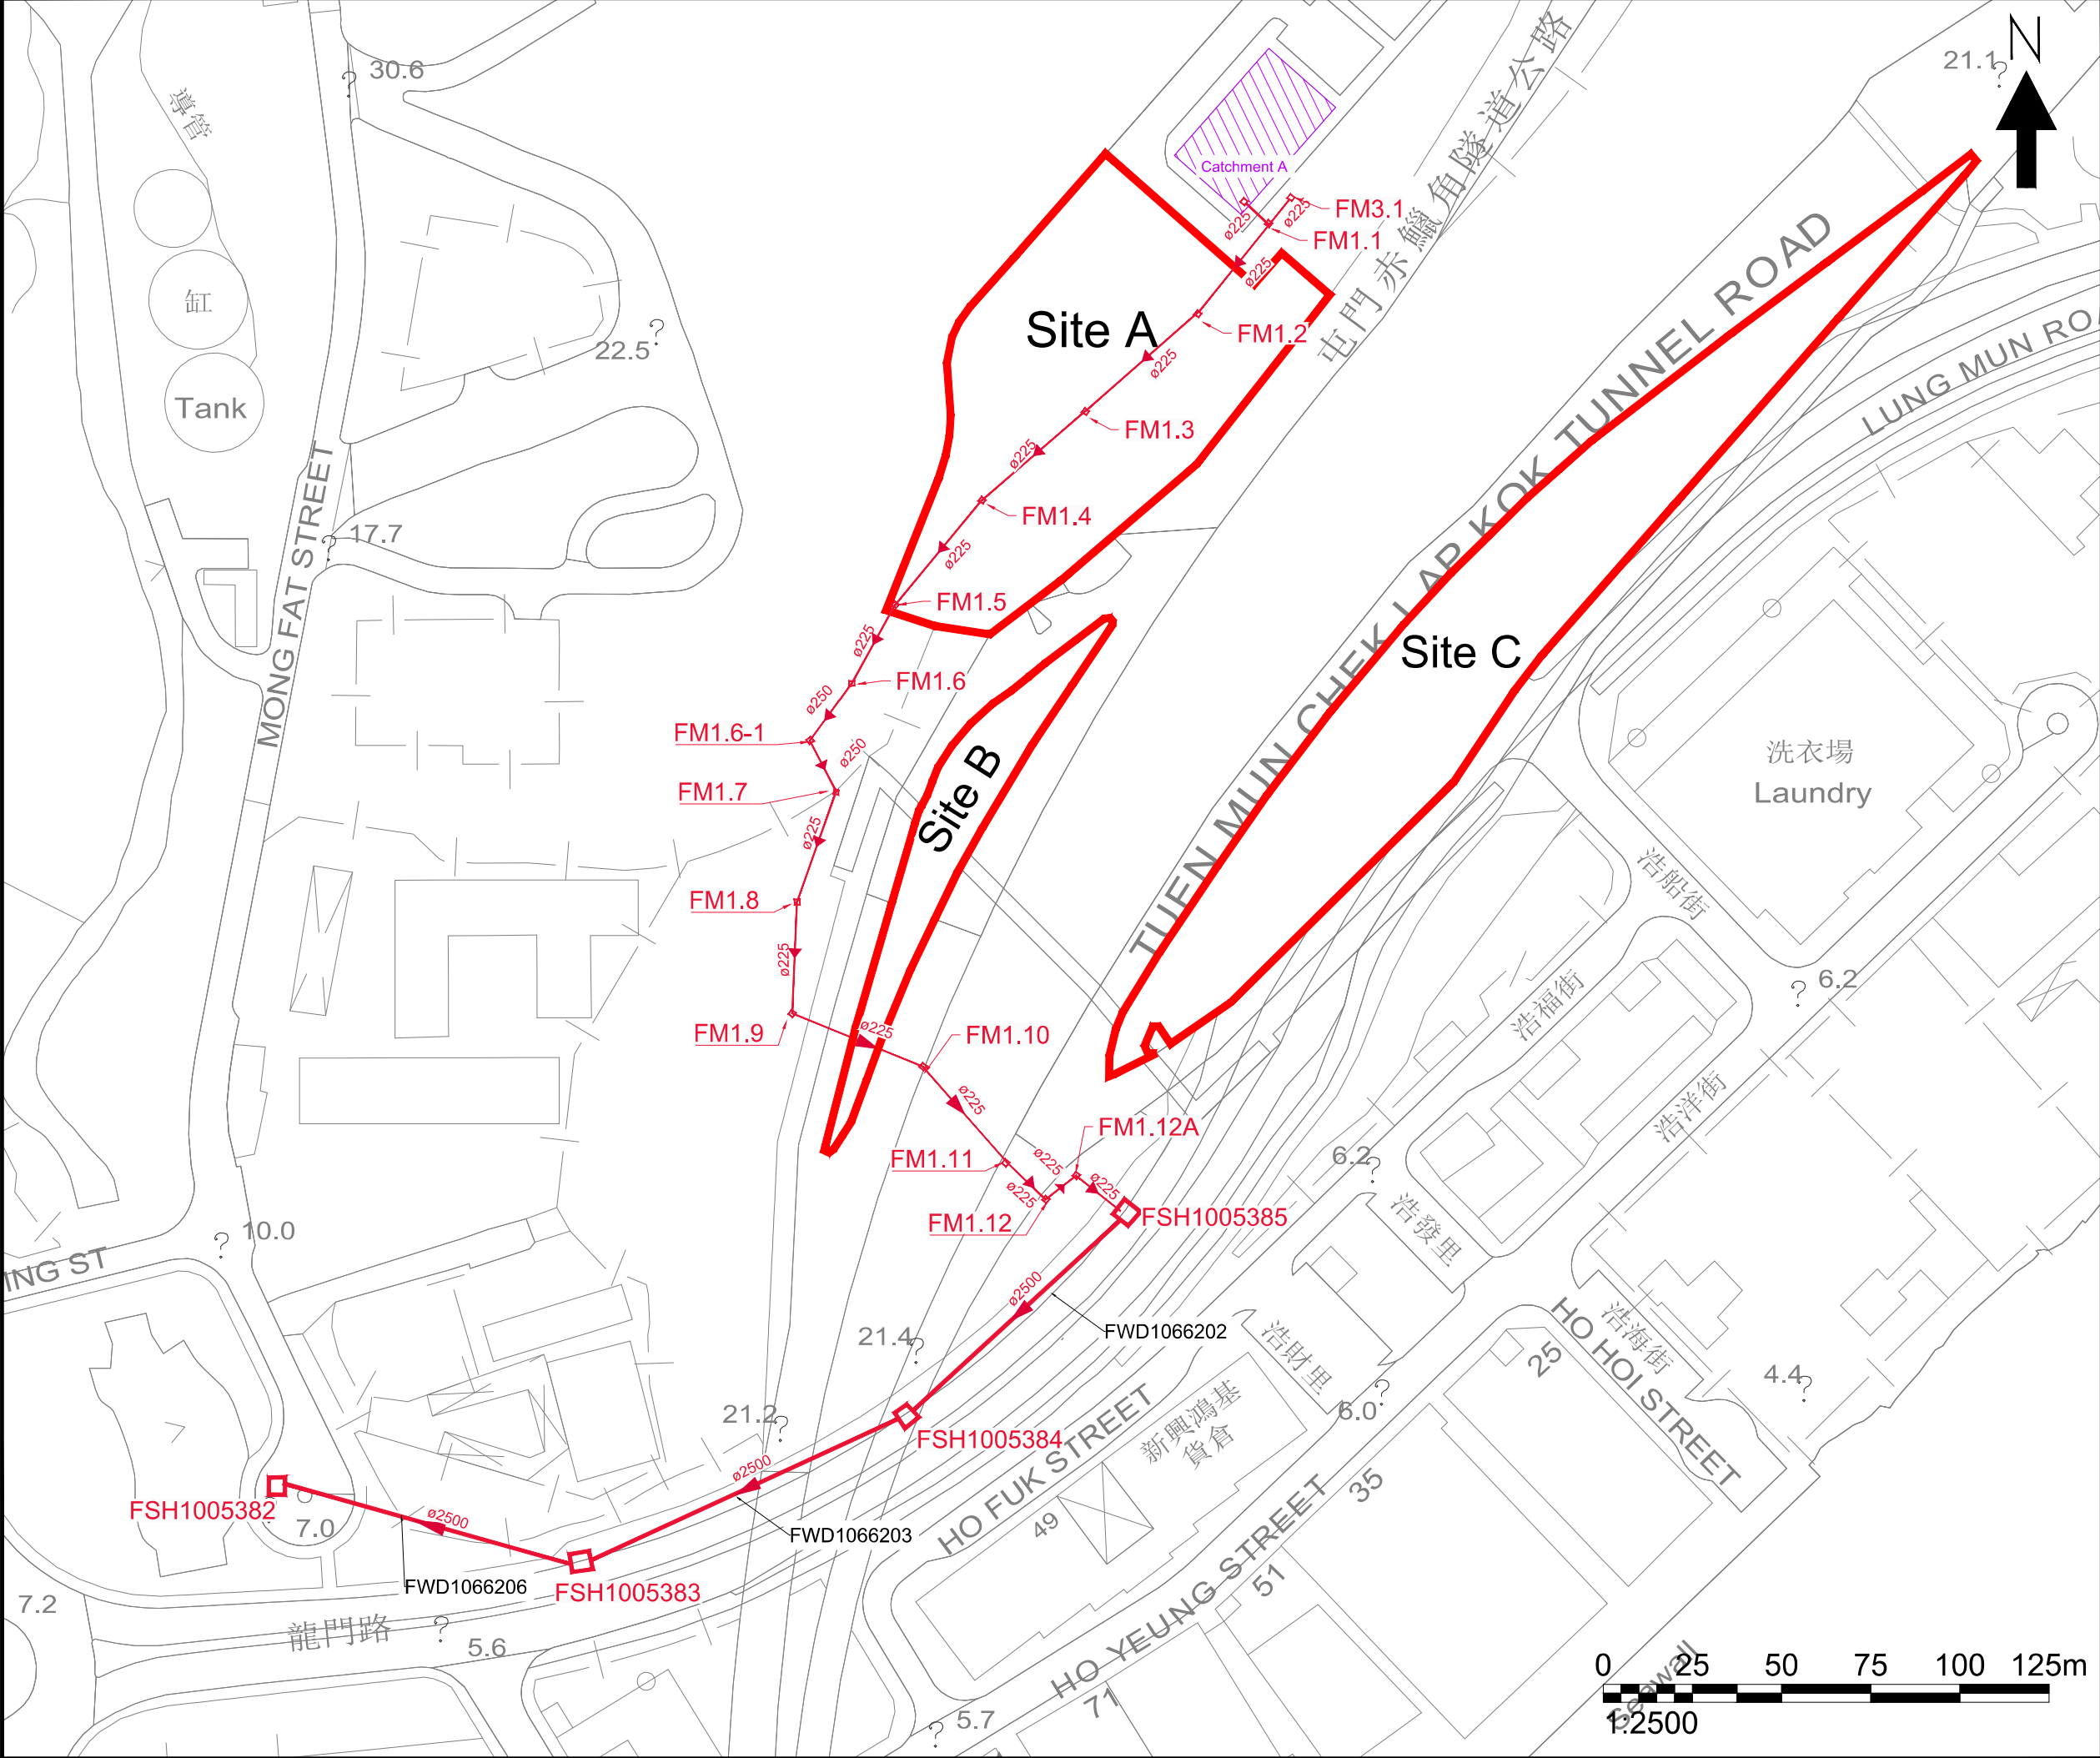 N
21.1
30.6
導管
屯門赤鱲角隧道公路
Catchment A
ø225
ø225
FM3.1
FM1.1
ø225
缸
Site A
FM1.2
22.5
ø225
TUEN MUN CHEK LAP KOK TUNNEL ROAD
LUNG MUN ROA
Tank
FM1.3
ø225
MONG FAT STREET
FM1.4
17.7
ø225
FM1.5
ø225
Site C
FM1.6
ø250
FM1.6-1
ø250
洗衣場
Laundry
FM1.7
Site B
ø225
浩船街
FM1.8
ø225
6.2
浩福街
FM1.9
ø225
FM1.10
ø225
浩洋街
FM1.12A
FM1.11
ø225
ø225
ø225
6.2
FM1.12
FSH1005385
浩發里
10.0
ING ST
ø2500
FWD1066202
浩財里
浩海街
HO HOI STREET
25
21.4
4.4
新興鴻基
貨倉
HO FUK STREET
6.0
21.2
FSH1005384
ø2500
35
FSH1005382
ø2500
7.0
49
FWD1066203
HO YEUNG STREET
51
FWD1066206
FSH1005383
7.2
龍門路
5.6
71
5.7
Seawall
0 25 50 75 100 125m
1:2500